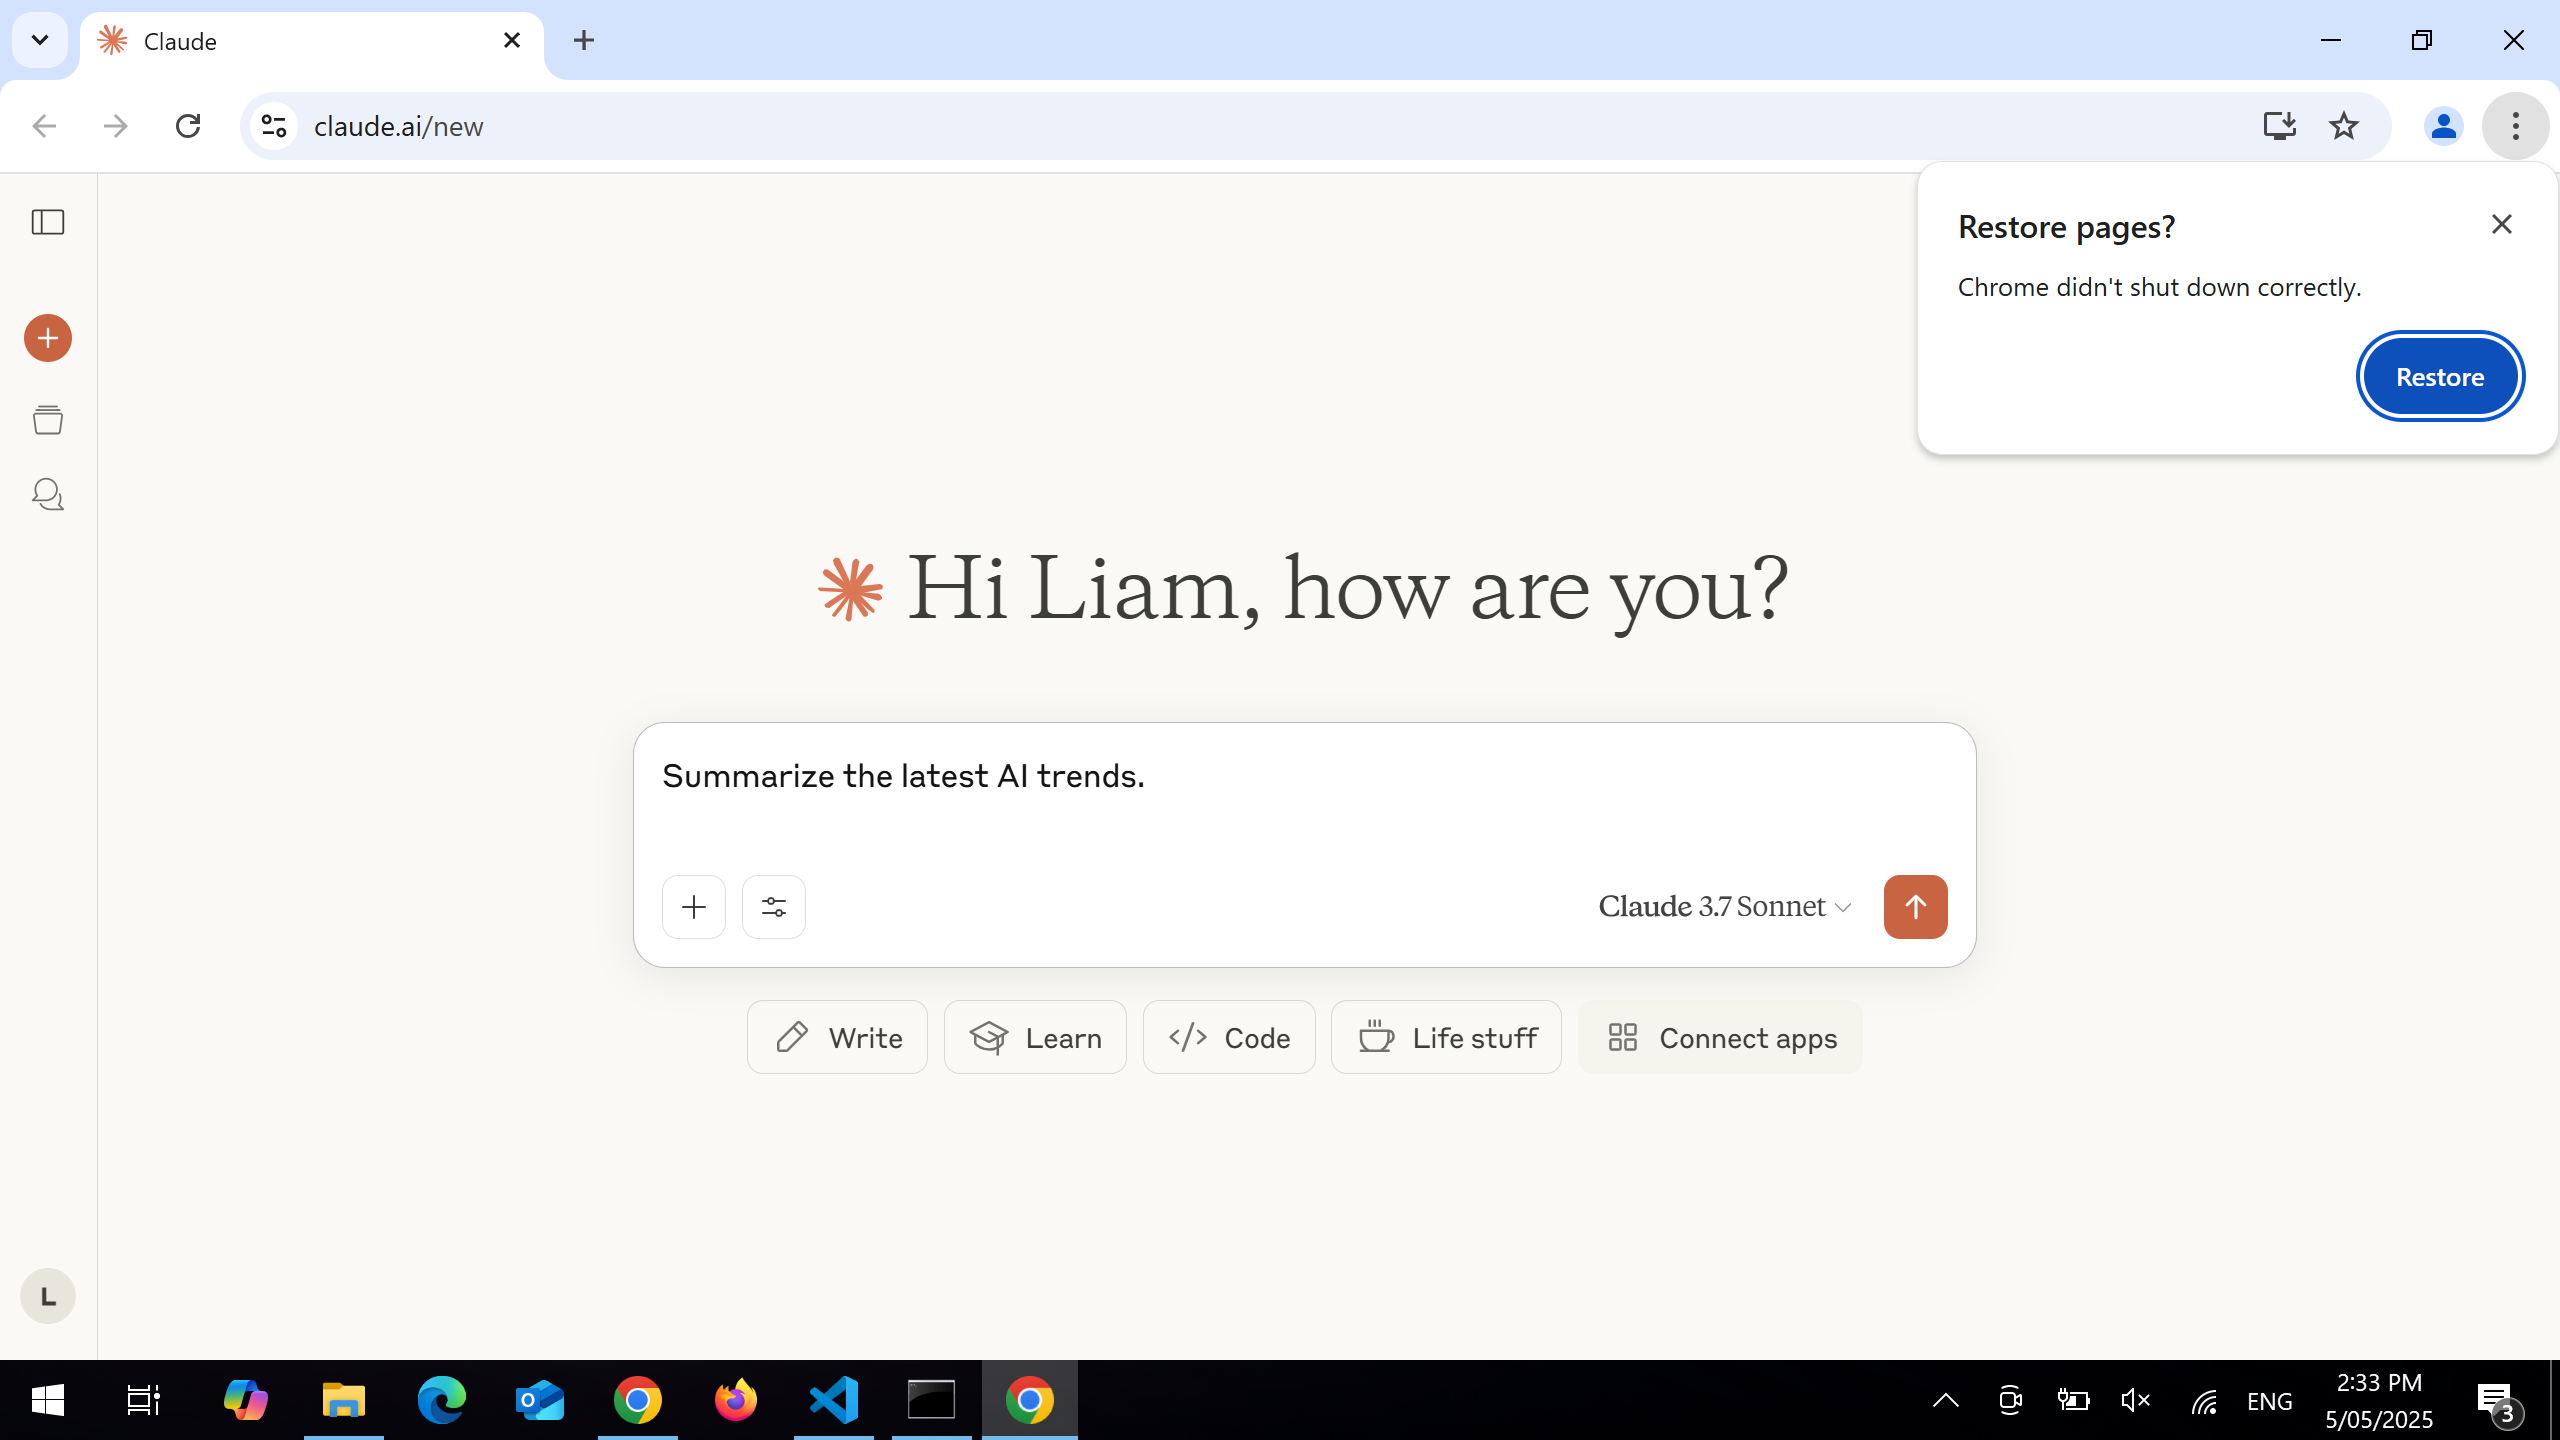 Claude
claude.ai/new
Restore pages?
Chrome didn't shut down correctly.
Restore
Hi Liam, how are you?
Summarize the latest AI trends.
Claude 3.7 Sonnet
Write
Learn
Code
Life stuff
Connect apps
L
ENG
2:33 PM
5/05/2025
3